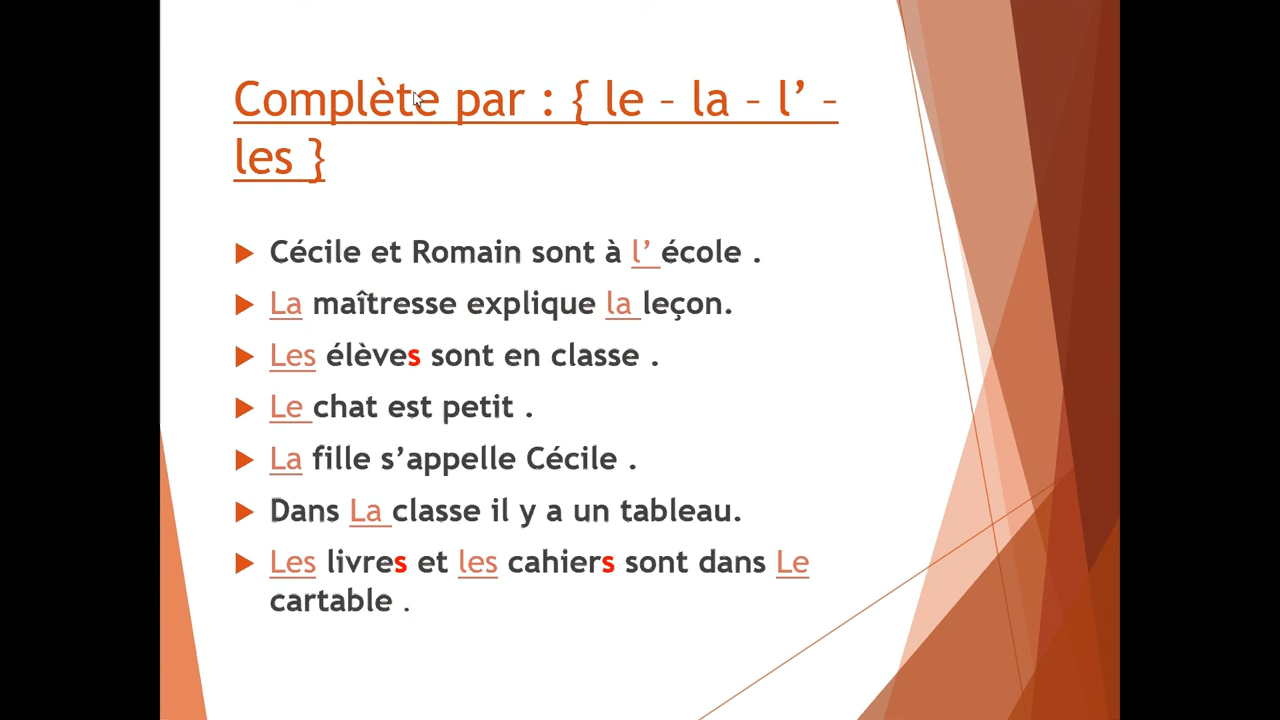 Complète par : { le – la – l’ –
les }
Cécile et Romain sont à l’ école .
La maîtresse explique la leçon.
Les élèves sont en classe .
Le chat est petit .
La fille s’appelle Cécile .
Dans La classe il y a un tableau.
Les livres et les cahiers sont dans Le
cartable .